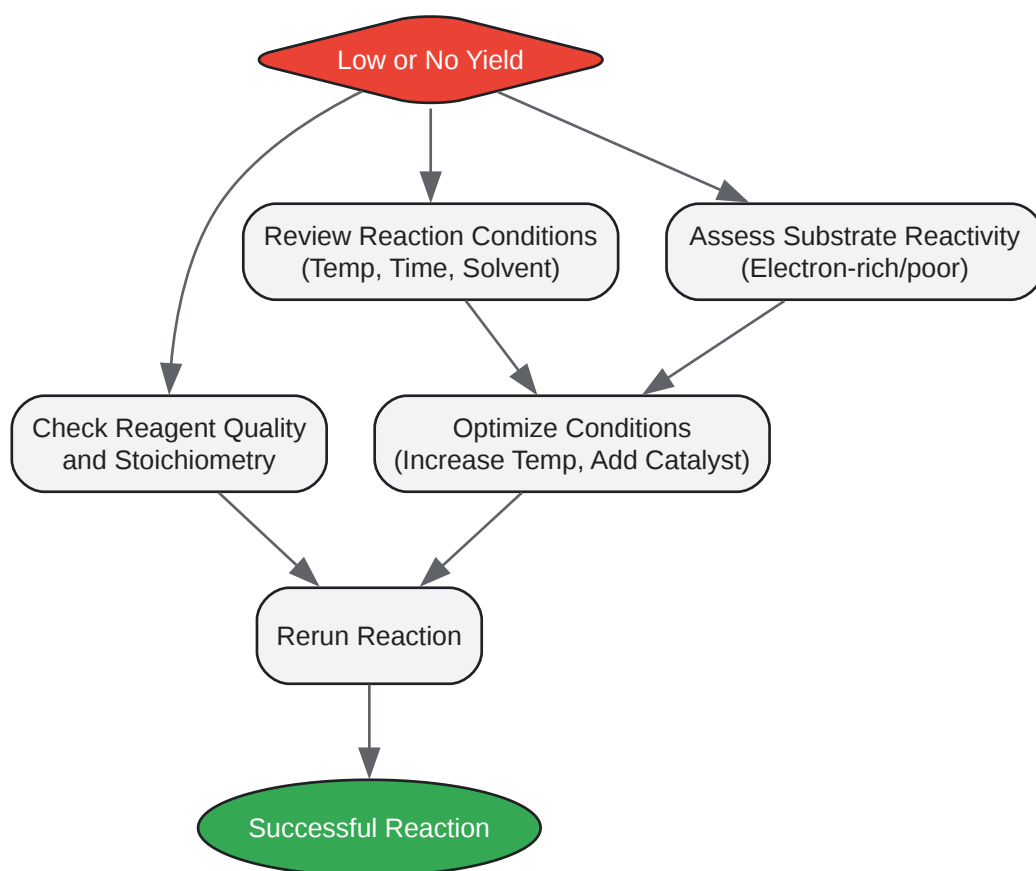 Low or No Yield
Review Reaction Conditions
(Temp, Time, Solvent)
Assess Substrate Reactivity
(Electron-rich/poor)
Check Reagent Quality
and Stoichiometry
Optimize Conditions
(Increase Temp, Add Catalyst)
Rerun Reaction
Successful Reaction